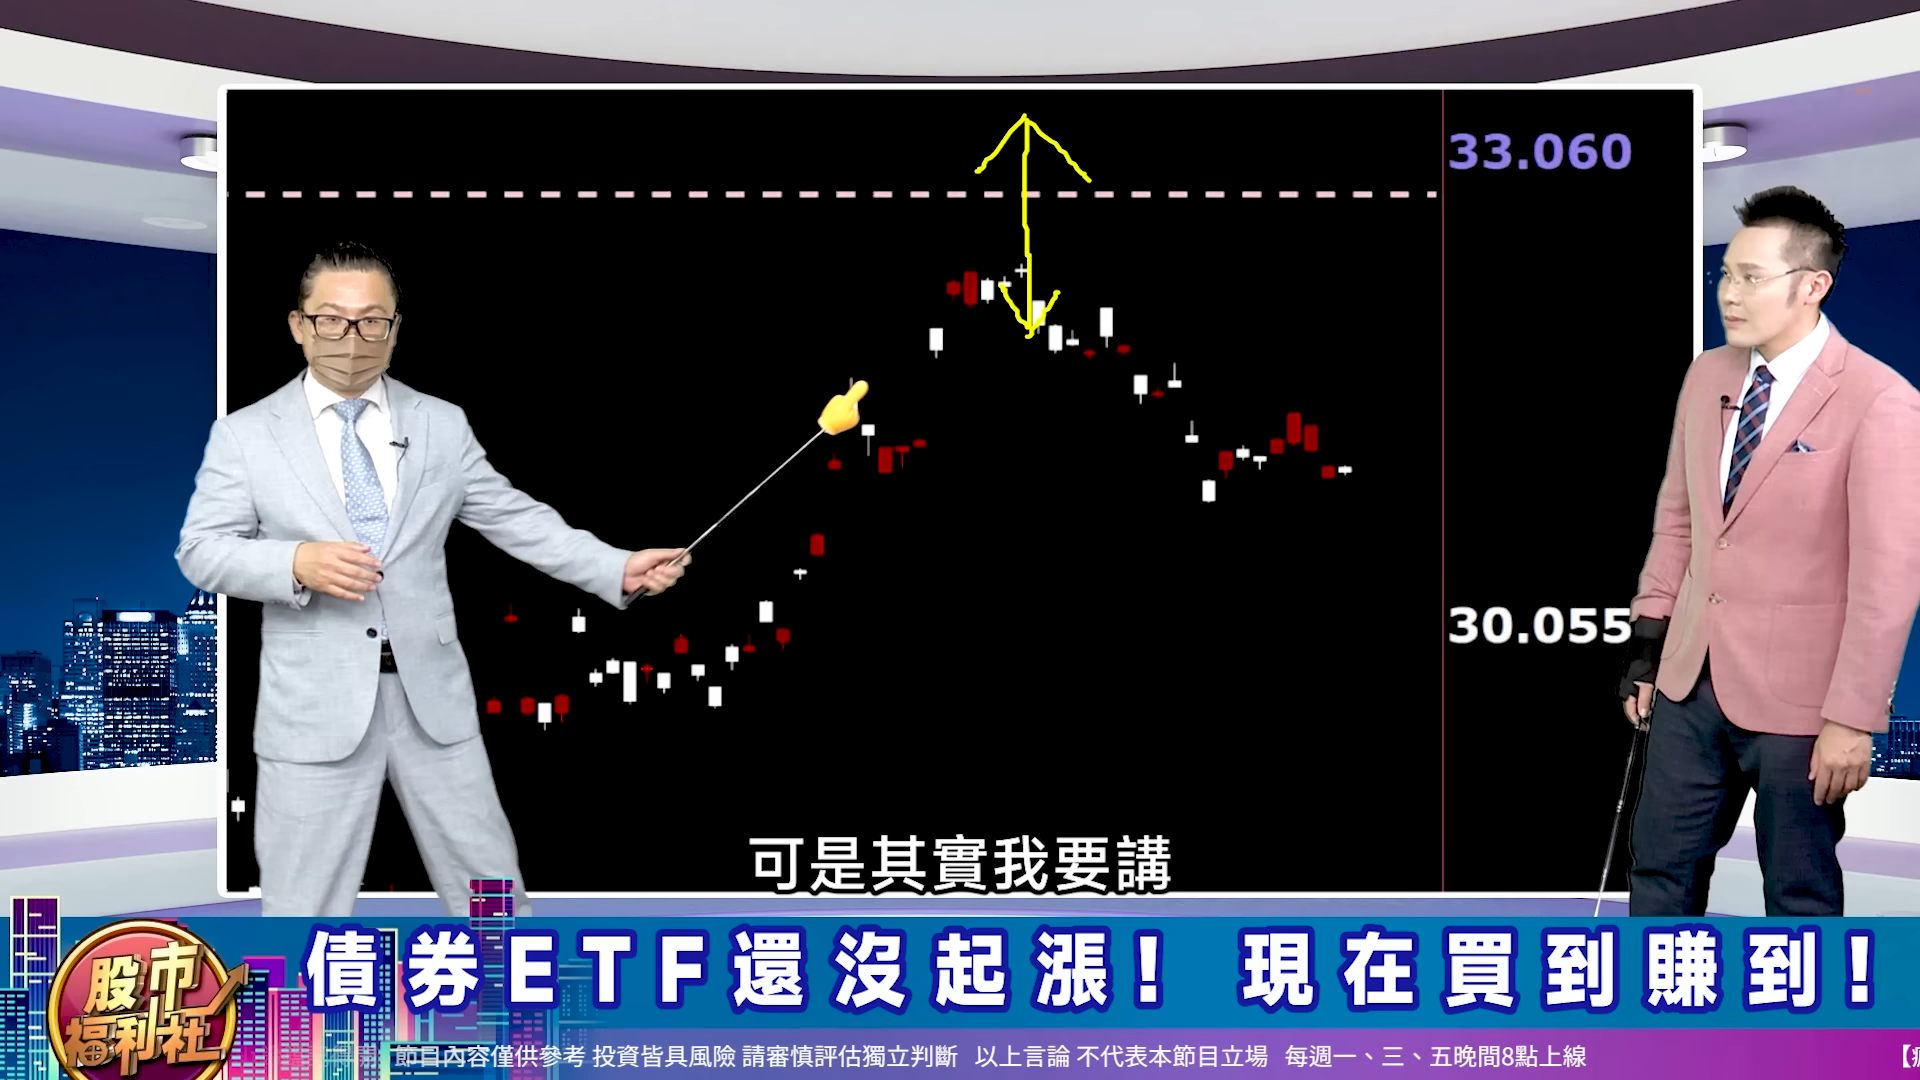 33.060
30.055
可是其實我要講
債券ETF還沒起漲! 現在買到賺到!
股市
福利社
節目內容僅供參考 投資皆具風險 請審慎評估獨立判斷 以上言論 不代表本節目立場 每週一、三、五晚間8點上線